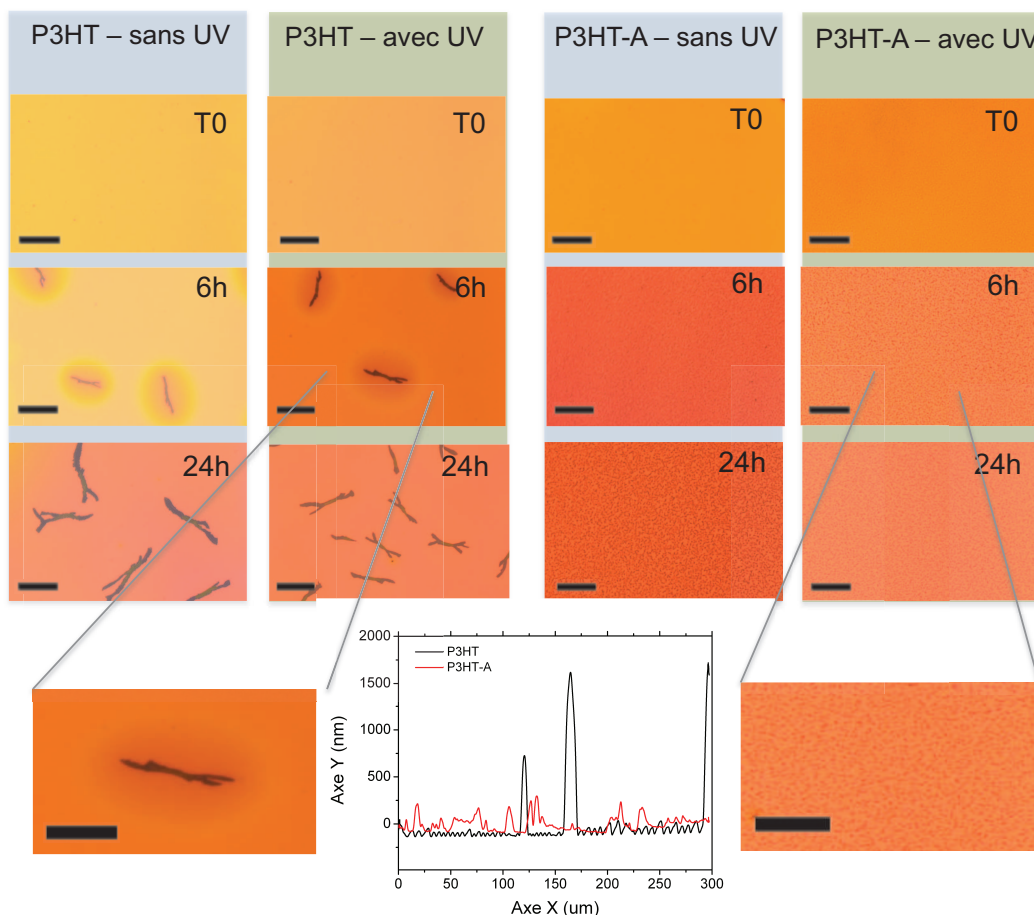 P3HT – sans UV
P3HT – avec UV
P3HT-A – sans UV
P3HT-A – avec UV
T0
T0
T0
T0
6h
6h
6h
6h
24h
24h
24h
24h
2000
1500
1000
500
0
Axe Y (nm)
P3HT
P3HT-A
0
50
100
150
200
250
300
Axe X (um)